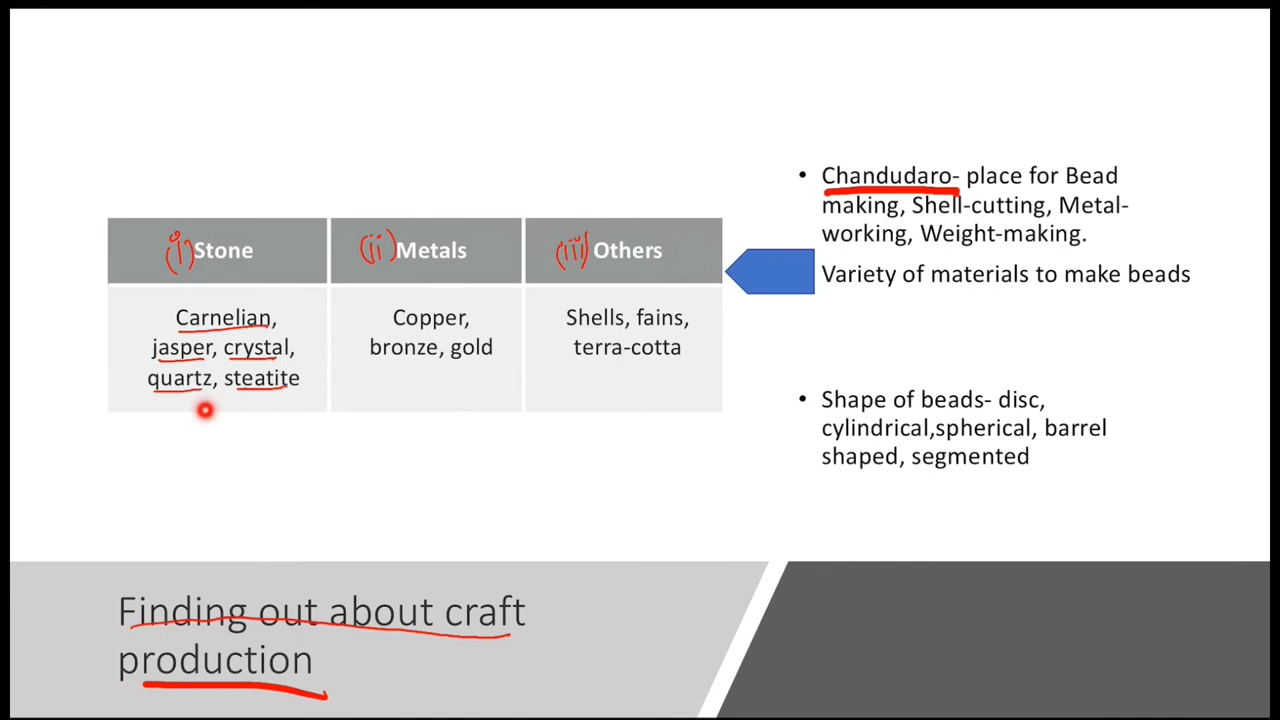 (i) Stone
(ii) Metals
(iii) Others
Carnelian,
jasper, crystal,
quartz, steatite
Copper,
bronze, gold
Shells, fains,
terra-cotta
• Chandudaro- place for Bead
making, Shell-cutting, Metal-
working, Weight-making.
Variety of materials to make beads
• Shape of beads- disc,
cylindrical,spherical, barrel
shaped, segmented
Finding out about craft
production